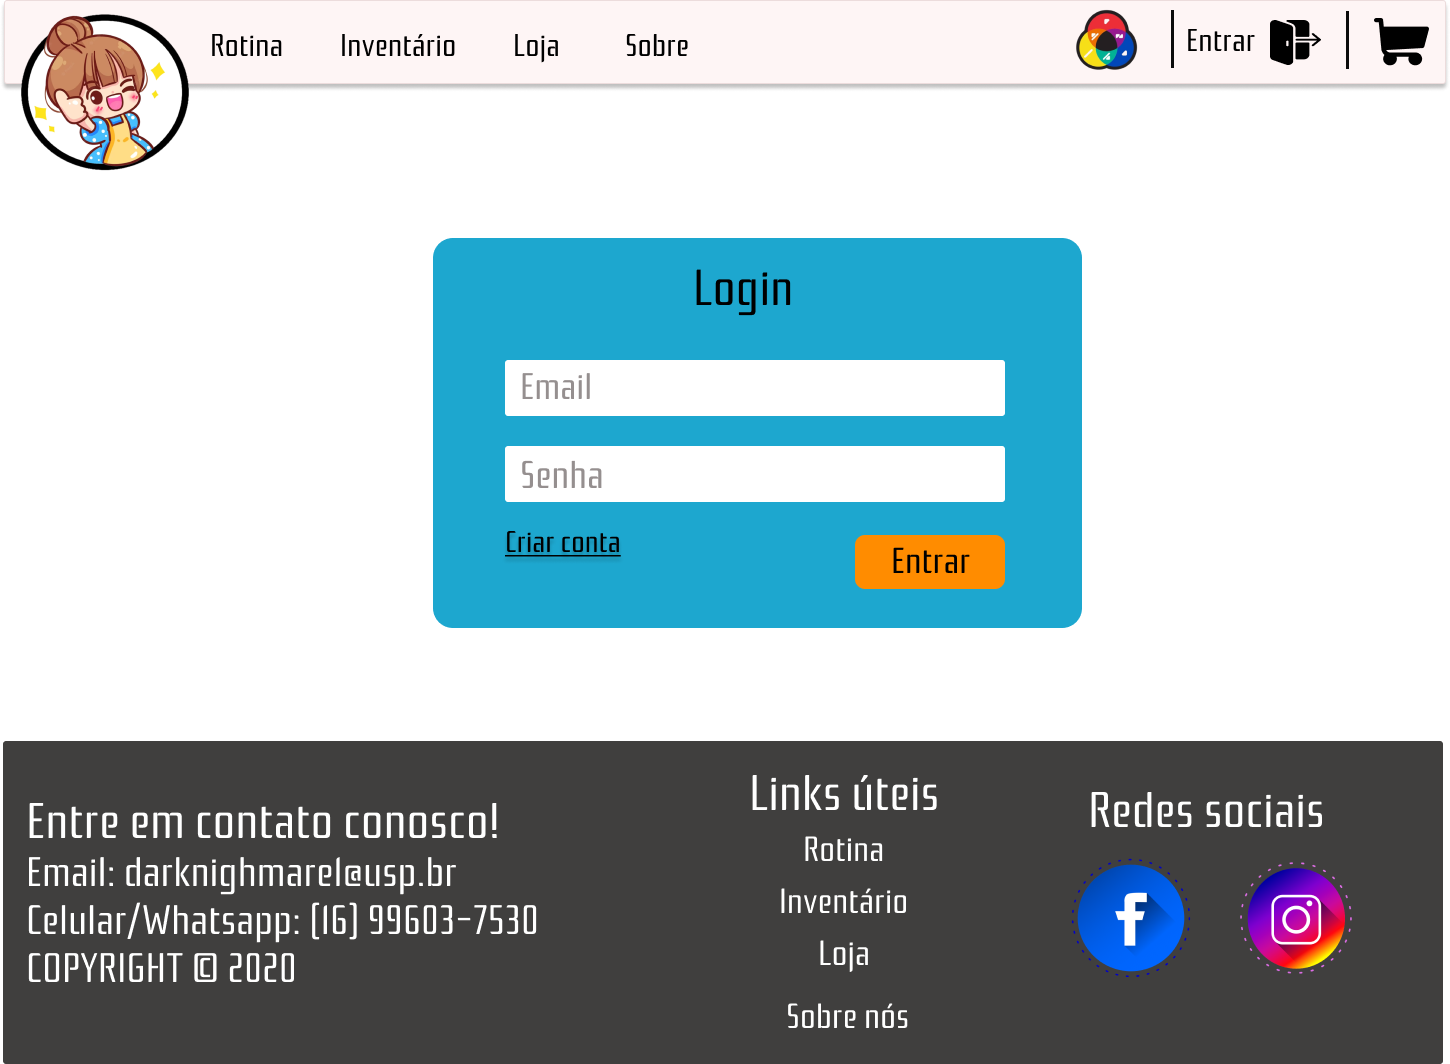 Rotina Inventário Loja Sobre Entrar
Login
Email
Senha
Criar conta
Entrar
Entre em contato conosco!
Email: darknighmare1@usp.br
Celular/Whatsapp: (16) 99603-7530
COPYRIGHT © 2020
Links úteis
Rotina
Inventário
Loja
Sobre nós
Redes sociais